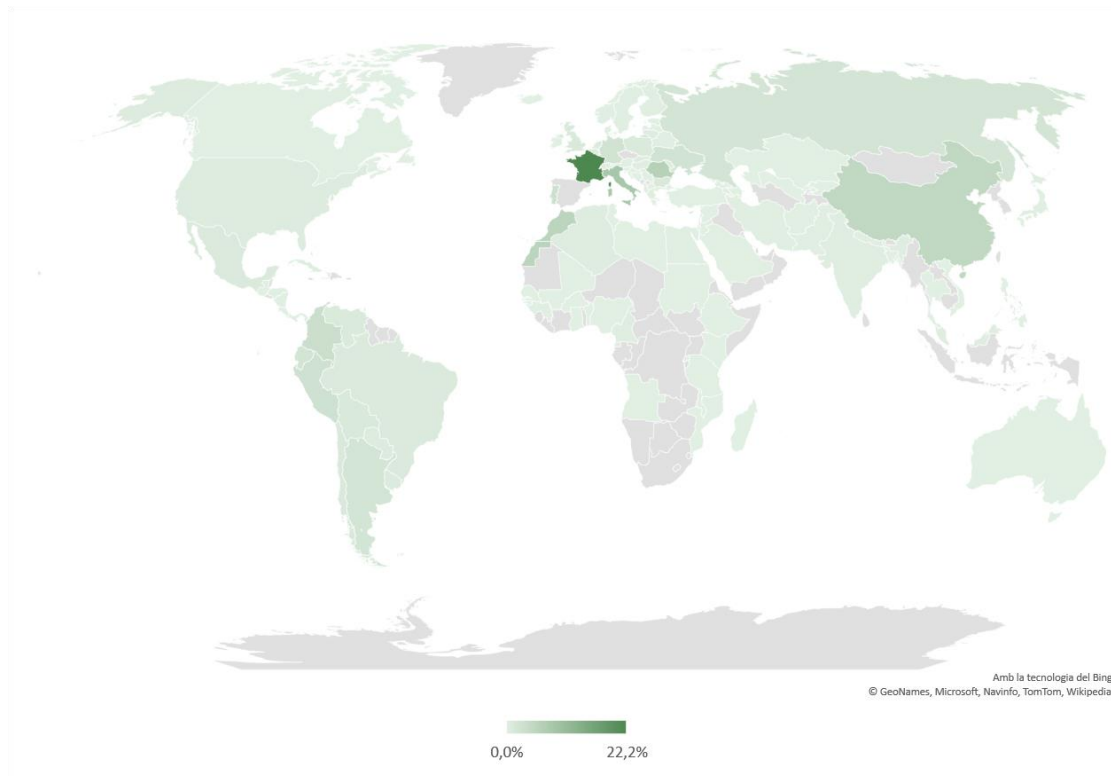 Amb la tecnologia del Bing
© GeoNames, Microsoft, Navinfo, TomTom, Wikipedia
0,0%
22,2%